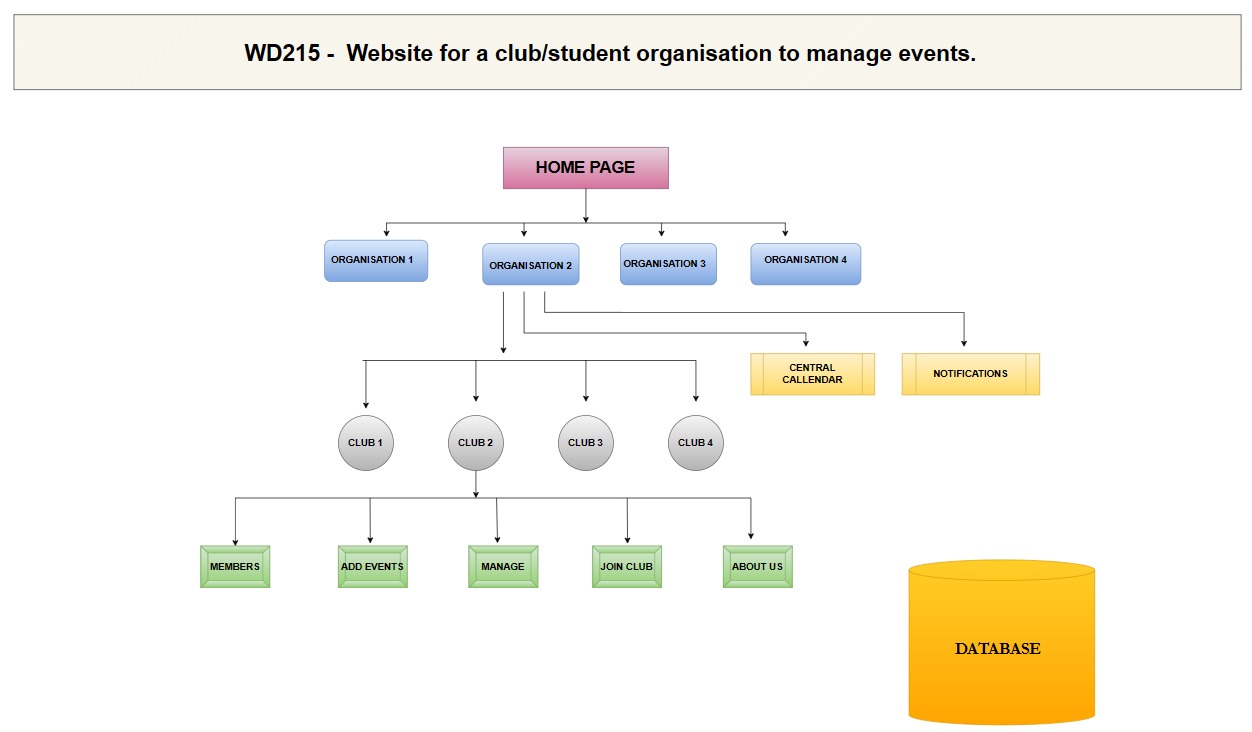 WD215 - Website for a club/student organisation to manage events.
HOME PAGE
ORGANISATION 1
ORGANISATION 2
ORGANISATION 3
ORGANISATION 4
CENTRAL
CALLENDAR
NOTIFICATIONS
CLUB 1
CLUB 2
CLUB 3
CLUB 4
MEMBERS
ADD EVENTS
MANAGE
JOIN CLUB
ABOUT US
DATABASE